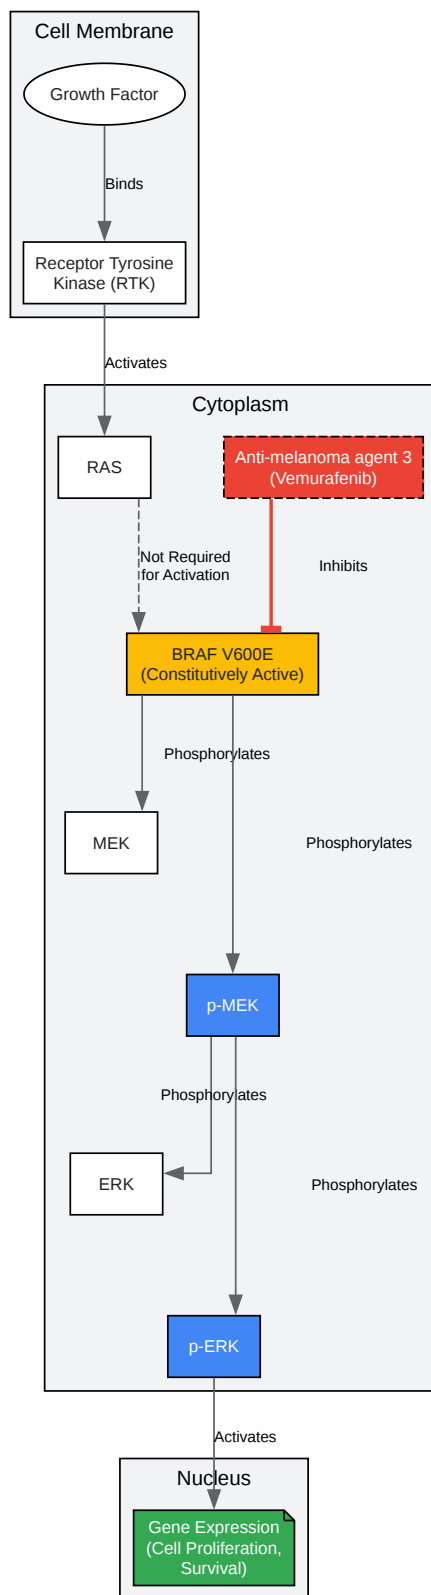 Cell Membrane
Growth Factor
Binds
Receptor Tyrosine
Kinase (RTK)
Activates
Cytoplasm
RAS
Anti-melanoma agent 3
(Vemurafenib)
Not Required
for Activation
Inhibits
BRAF V600E
(Constitutively Active)
Phosphorylates
MEK
Phosphorylates
p-MEK
Phosphorylates
ERK
Phosphorylates
p-ERK
Activates
Nucleus
Gene Expression
(Cell Proliferation,
Survival)